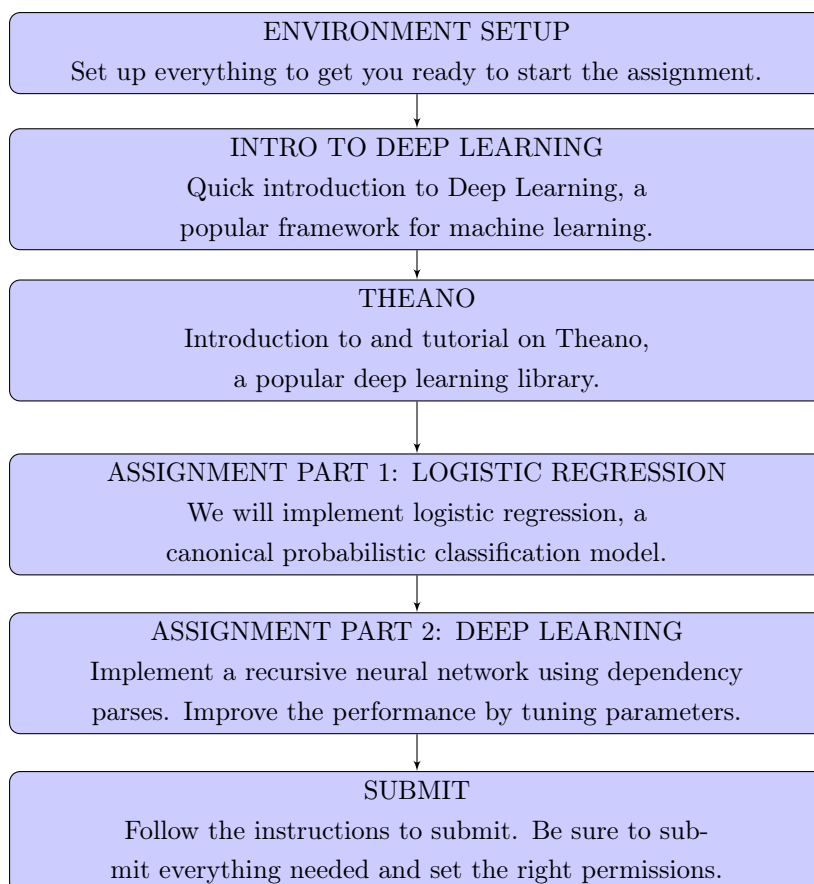 ENVIRONMENT SETUP
Set up everything to get you ready to start the assignment.
INTRO TO DEEP LEARNING
Quick introduction to Deep Learning, a
popular framework for machine learning.
THEANO
Introduction to and tutorial on Theano,
a popular deep learning library.
ASSIGNMENT PART 1: LOGISTIC REGRESSION
We will implement logistic regression, a
canonical probabilistic classification model.
ASSIGNMENT PART 2: DEEP LEARNING
Implement a recursive neural network using dependency
parses. Improve the performance by tuning parameters.
SUBMIT
Follow the instructions to submit. Be sure to sub-
mit everything needed and set the right permissions.